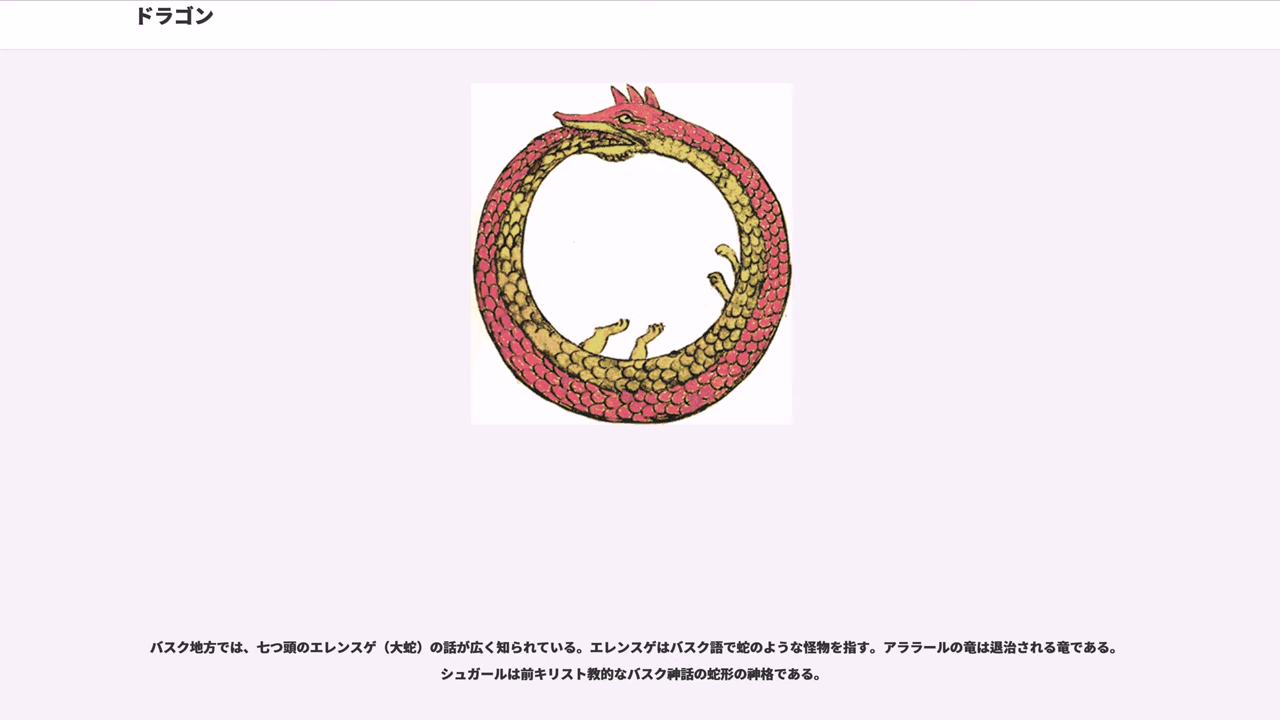 ドラゴン
バスク地方では、七つ頭のエレンスゲ（大蛇）の話が広く知られている。エレンスゲはバスク語で蛇のような怪物を指す。アララールの竜は退治される竜である。
シュガールは前キリスト教的なバスク神話の蛇形の神格である。